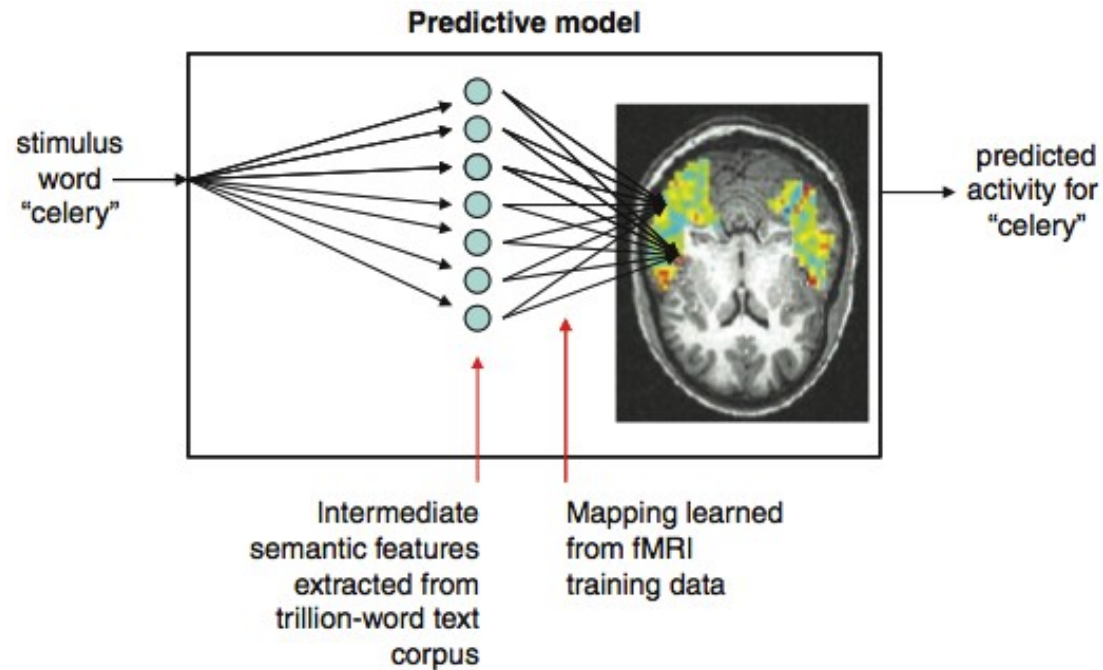 Predictive model
stimulus
word
“celery”
predicted
activity for
“celery”
Intermediate
semantic features
extracted from
trillion-word text
corpus
Mapping learned
from fMRI
training data